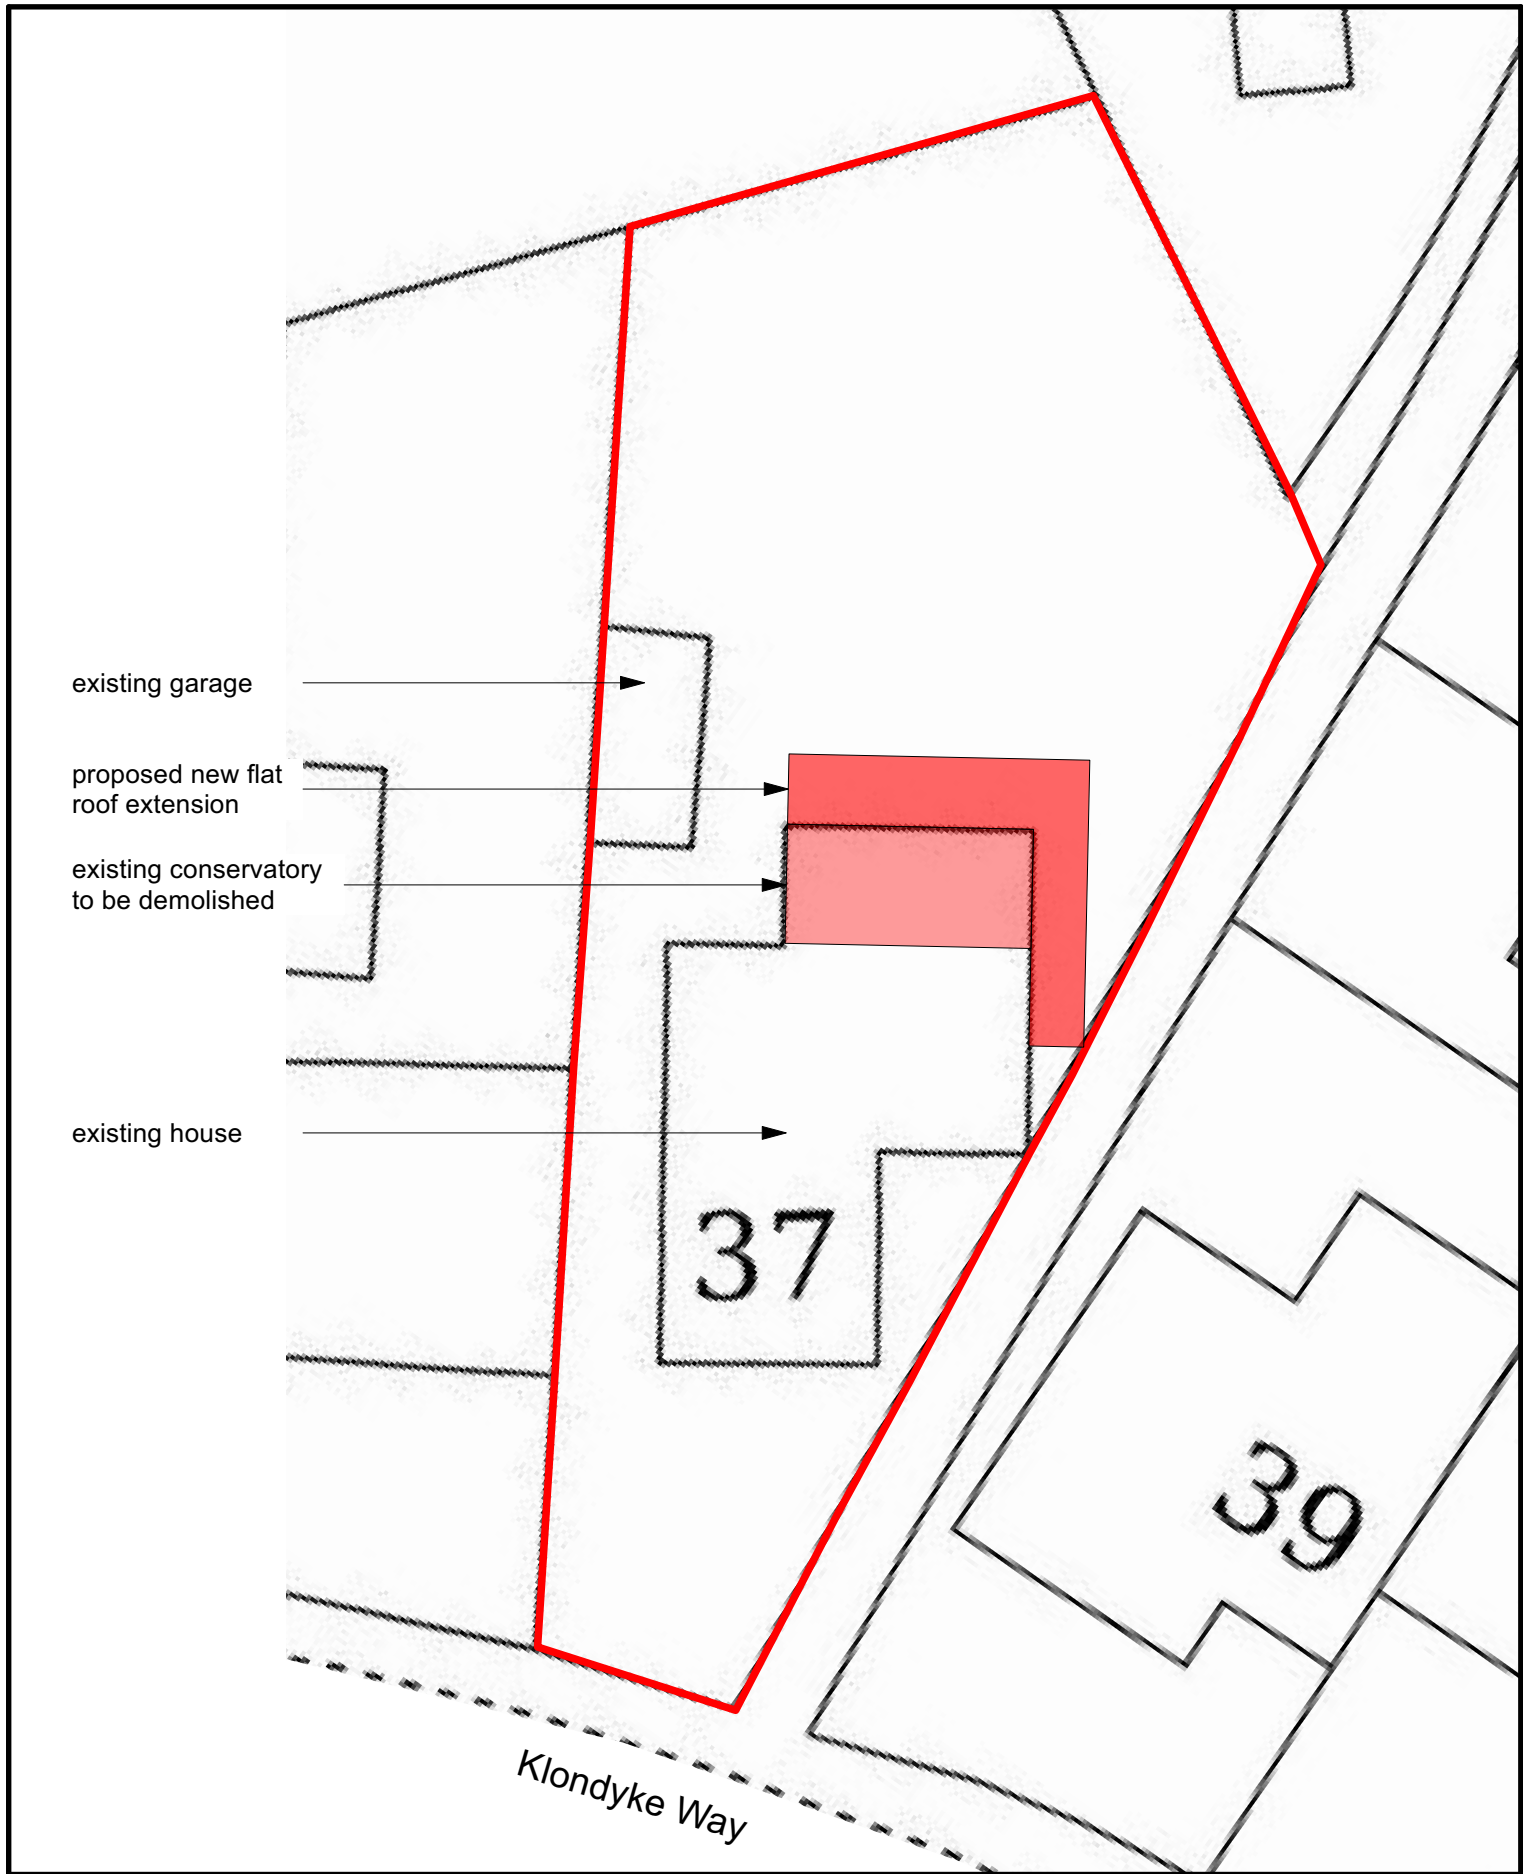 existing garage
proposed new flat
roof extension
existing conservatory
to be demolished
existing house
37
39
Klondyke Way